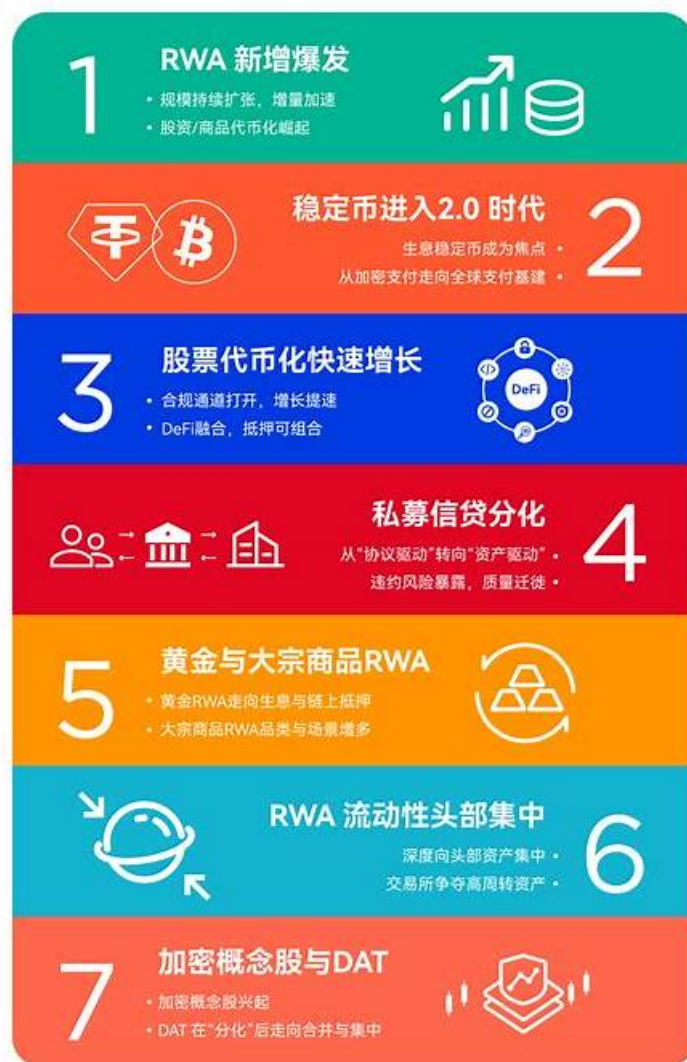 1
RWA 新增爆发
• 规模持续扩张，增量加速
• 股资/商品代币化崛起
稳定币进入2.0 时代
2
生息稳定币成为焦点 •
从加密支付走向全球支付基建 •
3
股票代币化快速增长
• 合规通道打开，增长提速
• DeFi融合，抵押可组合
DeFi
</>
私募信贷分化
4
从“协议驱动”转向“资产驱动” •
违约风险暴露，质量迁徙 •
5
黄金与大宗商品RWA
• 黄金RWA走向生息与链上抵押
• 大宗商品RWA品类与场景增多
RWA 流动性头部集中
6
深度向头部资产集中 •
交易所争夺高周转资产 •
7
加密概念股与DAT
• 加密概念股兴起
• DAT 在“分化”后走向合并与集中